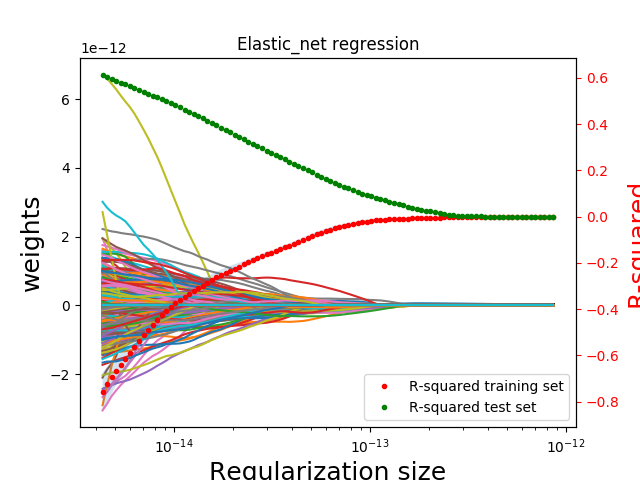 Elastic_net regression
1e−12
6
4
2
0
−2
weights
0.6
0.4
0.2
0.0
−0.2
−0.4
−0.6
−0.8
R-squared
R-squared training set
R-squared test set
10⁻¹⁴
10⁻¹³
10⁻¹²
Regularization size